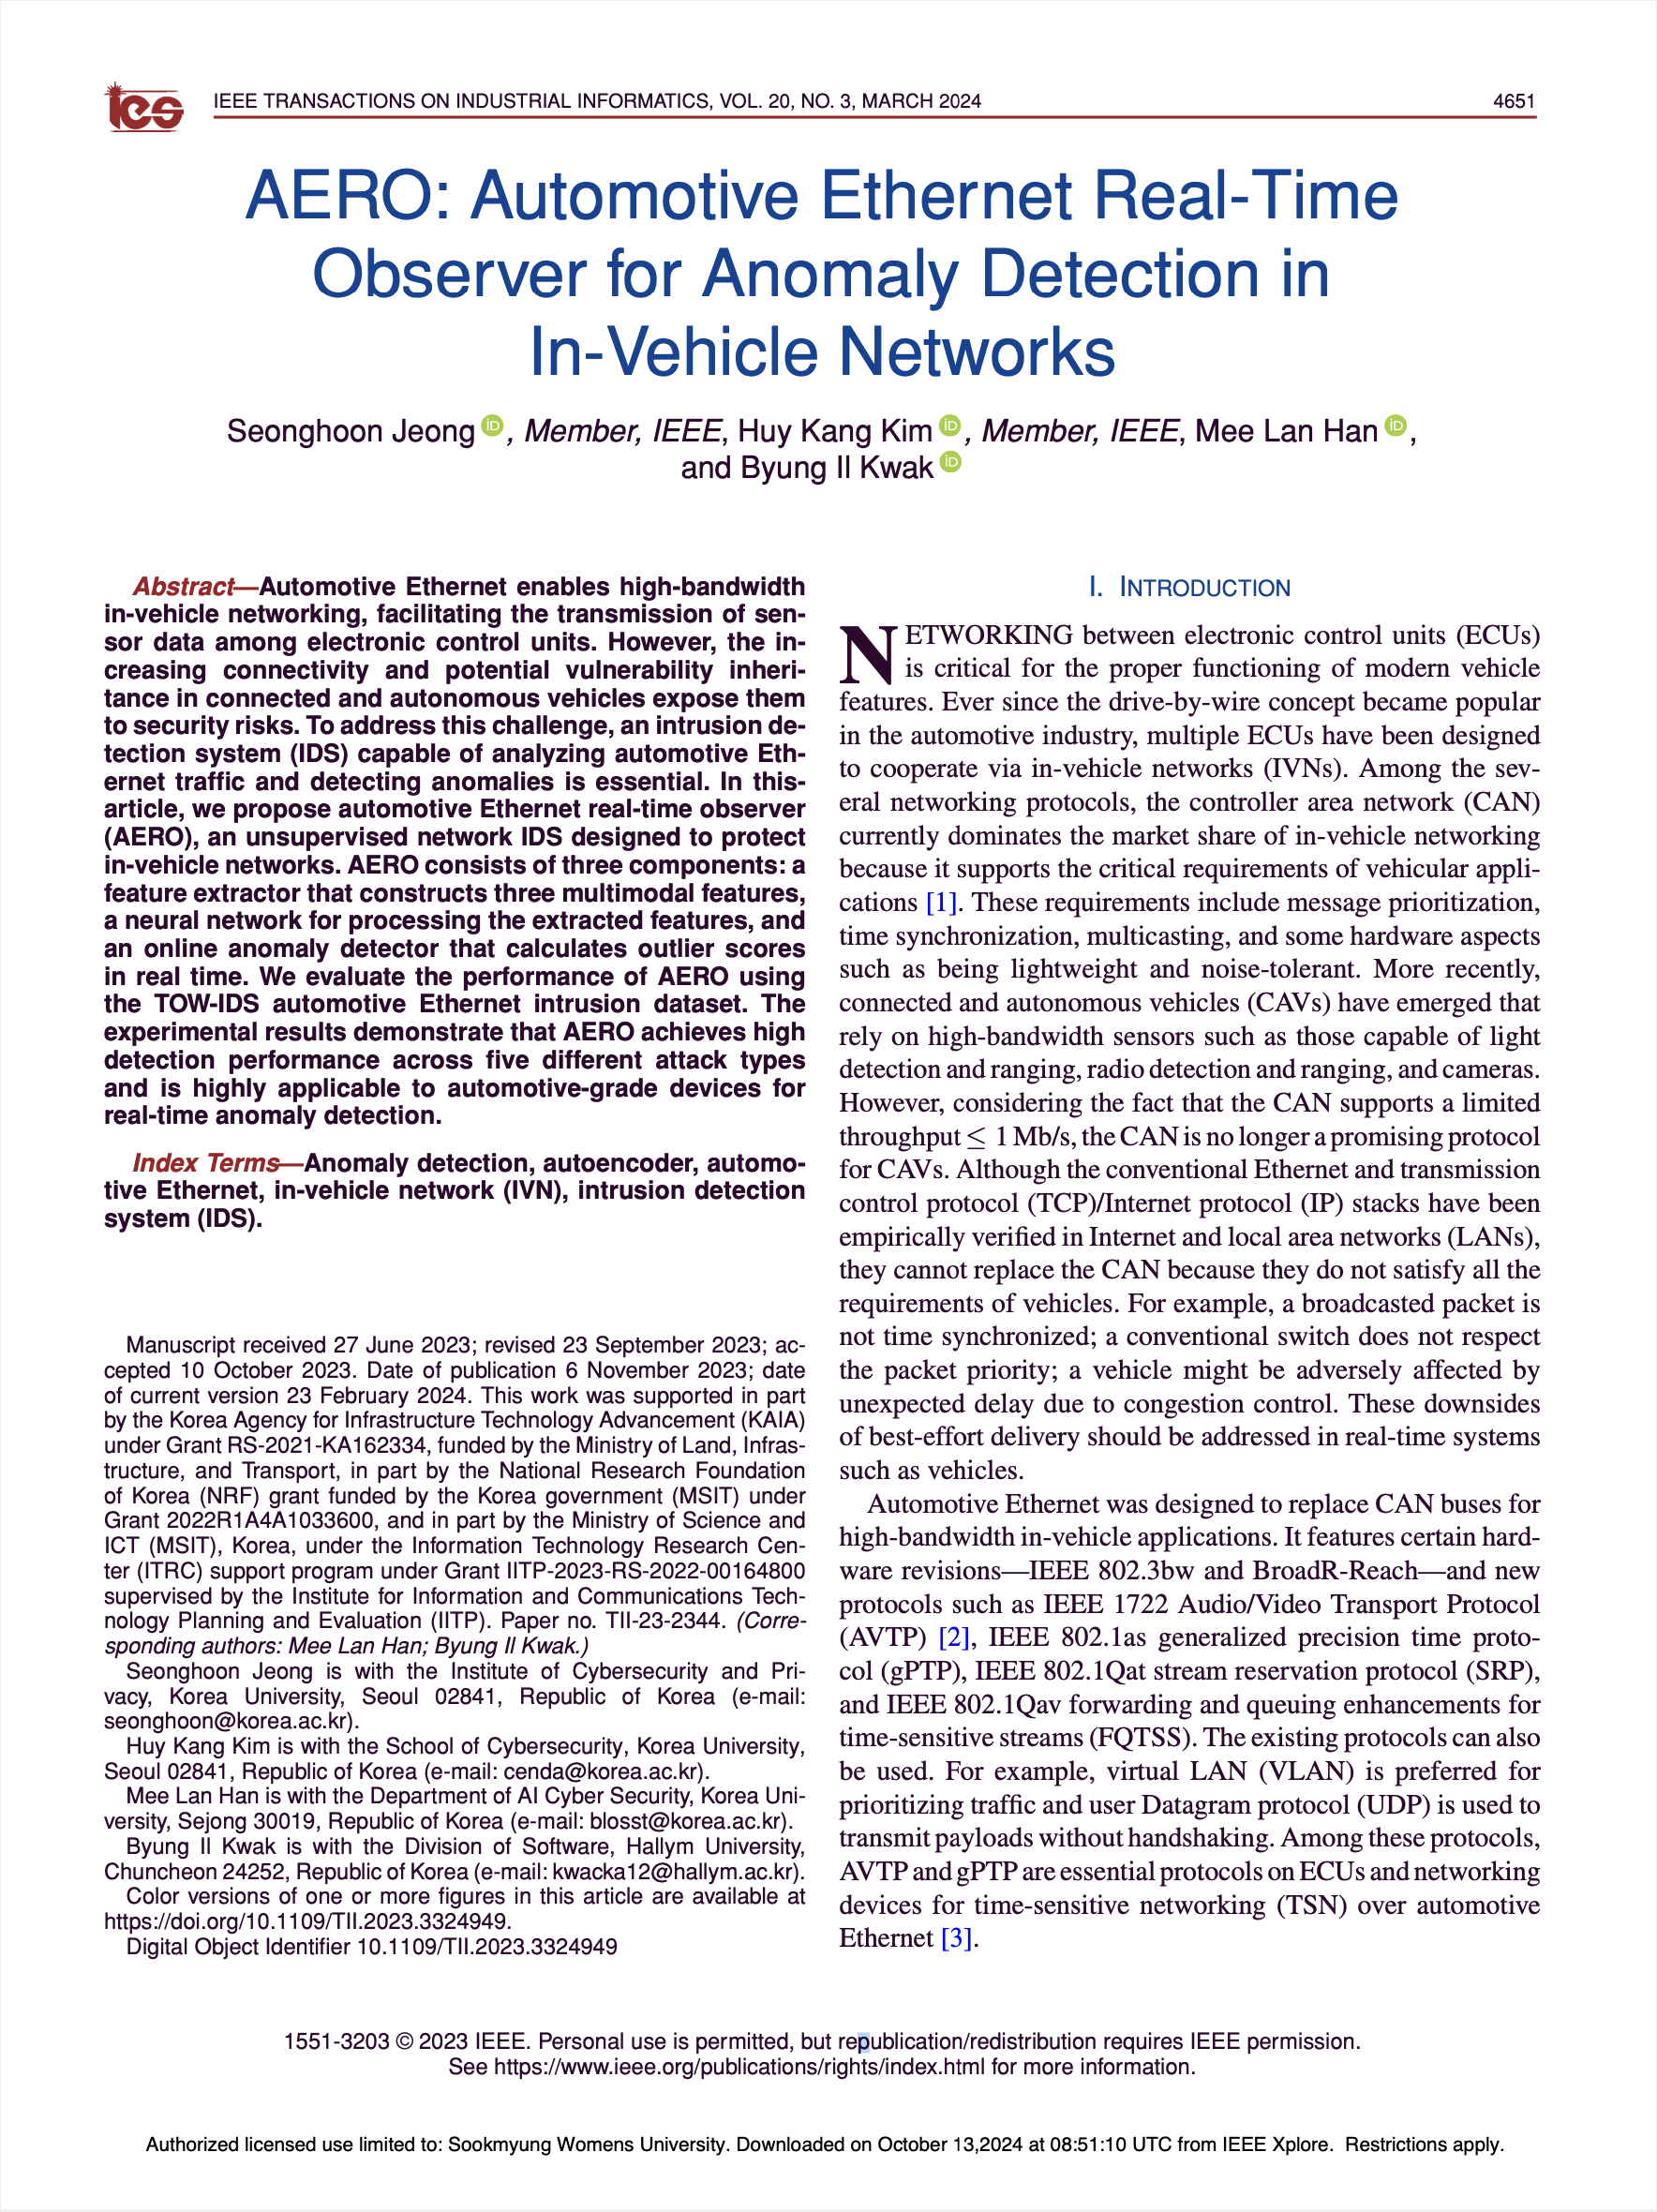 ies
IEEE TRANSACTIONS ON INDUSTRIAL INFORMATICS, VOL. 20, NO. 3, MARCH 2024
4651
AERO: Automotive Ethernet Real-Time
Observer for Anomaly Detection in
In-Vehicle Networks
Seonghoon Jeong iD, Member, IEEE, Huy Kang Kim iD, Member, IEEE, Mee Lan Han iD,
and Byung Il Kwak iD
Abstract—Automotive Ethernet enables high-bandwidth
in-vehicle networking, facilitating the transmission of sen-
sor data among electronic control units. However, the in-
creasing connectivity and potential vulnerability inheri-
tance in connected and autonomous vehicles expose them
to security risks. To address this challenge, an intrusion de-
tection system (IDS) capable of analyzing automotive Eth-
ernet traffic and detecting anomalies is essential. In this-
article, we propose automotive Ethernet real-time observer
(AERO), an unsupervised network IDS designed to protect
in-vehicle networks. AERO consists of three components: a
feature extractor that constructs three multimodal features,
a neural network for processing the extracted features, and
an online anomaly detector that calculates outlier scores
in real time. We evaluate the performance of AERO using
the TOW-IDS automotive Ethernet intrusion dataset. The
experimental results demonstrate that AERO achieves high
detection performance across five different attack types
and is highly applicable to automotive-grade devices for
real-time anomaly detection.
Index Terms—Anomaly detection, autoencoder, automo-
tive Ethernet, in-vehicle network (IVN), intrusion detection
system (IDS).
Manuscript received 27 June 2023; revised 23 September 2023; ac-
cepted 10 October 2023. Date of publication 6 November 2023; date
of current version 23 February 2024. This work was supported in part
by the Korea Agency for Infrastructure Technology Advancement (KAIA)
under Grant RS-2021-KA162334, funded by the Ministry of Land, Infras-
tructure, and Transport, in part by the National Research Foundation
of Korea (NRF) grant funded by the Korea government (MSIT) under
Grant 2022R1A4A1033600, and in part by the Ministry of Science and
ICT (MSIT), Korea, under the Information Technology Research Cen-
ter (ITRC) support program under Grant IITP-2023-RS-2022-00164800
supervised by the Institute for Information and Communications Tech-
nology Planning and Evaluation (IITP). Paper no. TII-23-2344. (Corre-
sponding authors: Mee Lan Han; Byung Il Kwak.)
Seonghoon Jeong is with the Institute of Cybersecurity and Pri-
vacy, Korea University, Seoul 02841, Republic of Korea (e-mail:
seonghoon@korea.ac.kr).
Huy Kang Kim is with the School of Cybersecurity, Korea University,
Seoul 02841, Republic of Korea (e-mail: cenda@korea.ac.kr).
Mee Lan Han is with the Department of AI Cyber Security, Korea Uni-
versity, Sejong 30019, Republic of Korea (e-mail: blosst@korea.ac.kr).
Byung Il Kwak is with the Division of Software, Hallym University,
Chuncheon 24252, Republic of Korea (e-mail: kwacka12@hallym.ac.kr).
Color versions of one or more figures in this article are available at
https://doi.org/10.1109/TII.2023.3324949.
Digital Object Identifier 10.1109/TII.2023.3324949
I. INTRODUCTION
NETWORKING between electronic control units (ECUs)
is critical for the proper functioning of modern vehicle
features. Ever since the drive-by-wire concept became popular
in the automotive industry, multiple ECUs have been designed
to cooperate via in-vehicle networks (IVNs). Among the sev-
eral networking protocols, the controller area network (CAN)
currently dominates the market share of in-vehicle networking
because it supports the critical requirements of vehicular appli-
cations [1]. These requirements include message prioritization,
time synchronization, multicasting, and some hardware aspects
such as being lightweight and noise-tolerant. More recently,
connected and autonomous vehicles (CAVs) have emerged that
rely on high-bandwidth sensors such as those capable of light
detection and ranging, radio detection and ranging, and cameras.
However, considering the fact that the CAN supports a limited
throughput ≤ 1 Mb/s, the CAN is no longer a promising protocol
for CAVs. Although the conventional Ethernet and transmission
control protocol (TCP)/Internet protocol (IP) stacks have been
empirically verified in Internet and local area networks (LANs),
they cannot replace the CAN because they do not satisfy all the
requirements of vehicles. For example, a broadcasted packet is
not time synchronized; a conventional switch does not respect
the packet priority; a vehicle might be adversely affected by
unexpected delay due to congestion control. These downsides
of best-effort delivery should be addressed in real-time systems
such as vehicles.
Automotive Ethernet was designed to replace CAN buses for
high-bandwidth in-vehicle applications. It features certain hard-
ware revisions—IEEE 802.3bw and BroadR-Reach—and new
protocols such as IEEE 1722 Audio/Video Transport Protocol
(AVTP) [2], IEEE 802.1as generalized precision time proto-
col (gPTP), IEEE 802.1Qat stream reservation protocol (SRP),
and IEEE 802.1Qav forwarding and queuing enhancements for
time-sensitive streams (FQTSS). The existing protocols can also
be used. For example, virtual LAN (VLAN) is preferred for
prioritizing traffic and user Datagram protocol (UDP) is used to
transmit payloads without handshaking. Among these protocols,
AVTP and gPTP are essential protocols on ECUs and networking
devices for time-sensitive networking (TSN) over automotive
Ethernet [3].
1551-3203 © 2023 IEEE. Personal use is permitted, but republication/redistribution requires IEEE permission.
See https://www.ieee.org/publications/rights/index.html for more information.
Authorized licensed use limited to: Sookmyung Womens University. Downloaded on October 13,2024 at 08:51:10 UTC from IEEE Xplore. Restrictions apply.